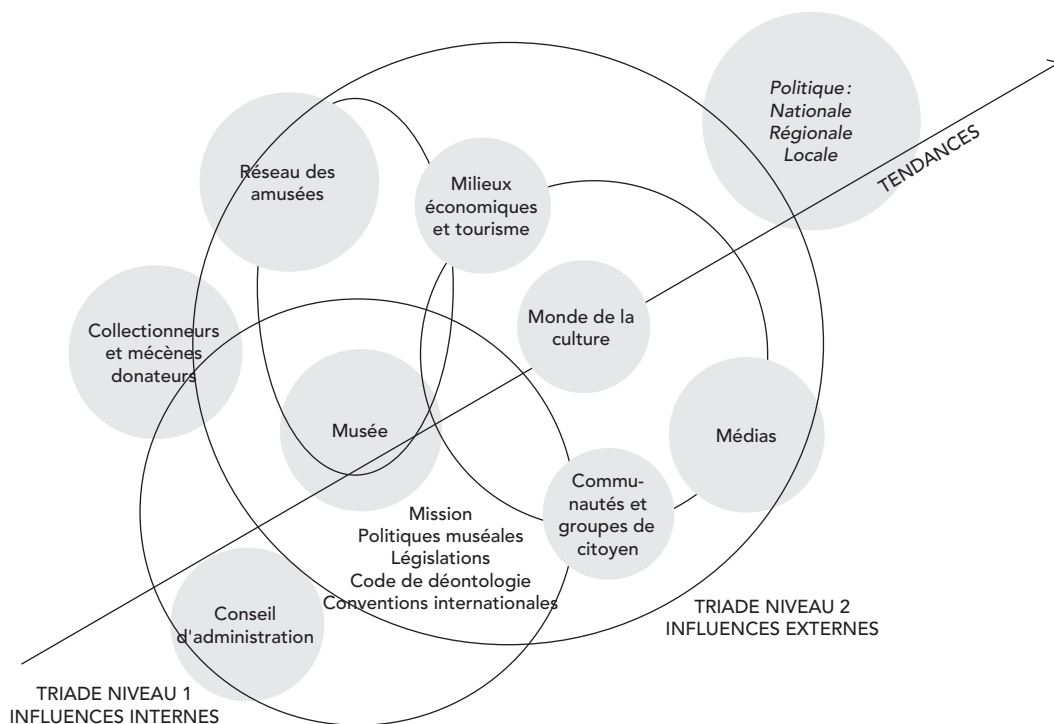 Politique :
Nationale
Régionale
Locale
TENDANCES
Réseau des
amusées
Milieux
économiques
et tourisme
Monde de la
culture
Collectionneurs
et mécènes
donateurs
Musée
Médias
Commu-
nautés et
groupes de
citoyen
Mission
Politiques muséales
Législations
Code de déontologie
Conventions internationales
Conseil
d'administration
TRIADE NIVEAU 2
INFLUENCES EXTERNES
TRIADE NIVEAU 1
INFLUENCES INTERNES